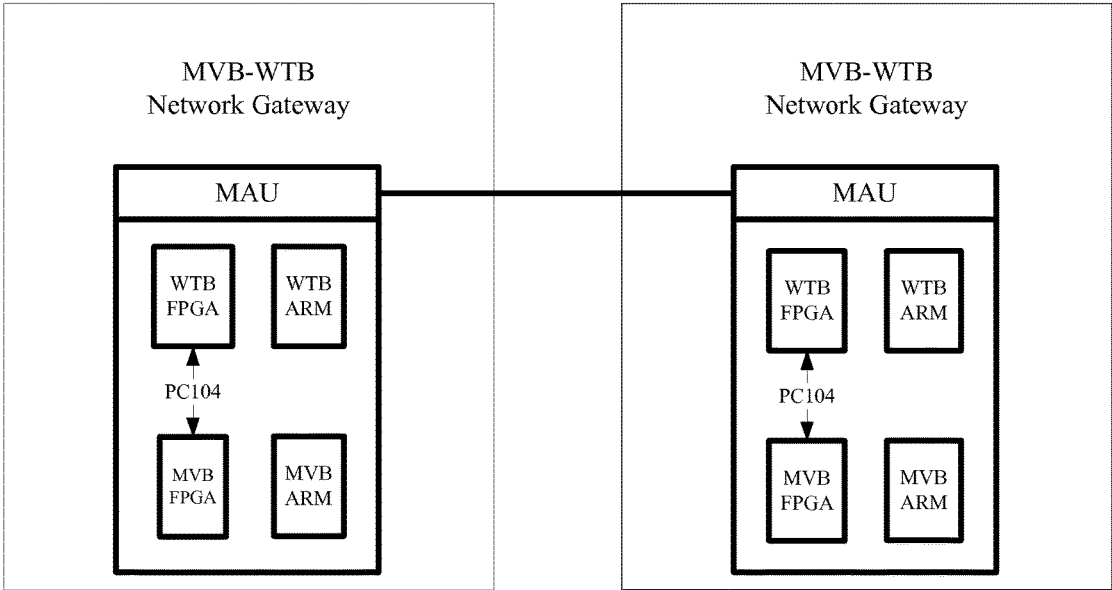 MVB-WTB
Network Gateway
MAU
WTB
FPGA
WTB
ARM
PC104
MVB
FPGA
MVB
ARM
MVB-WTB
Network Gateway
MAU
WTB
FPGA
WTB
ARM
PC104
MVB
FPGA
MVB
ARM